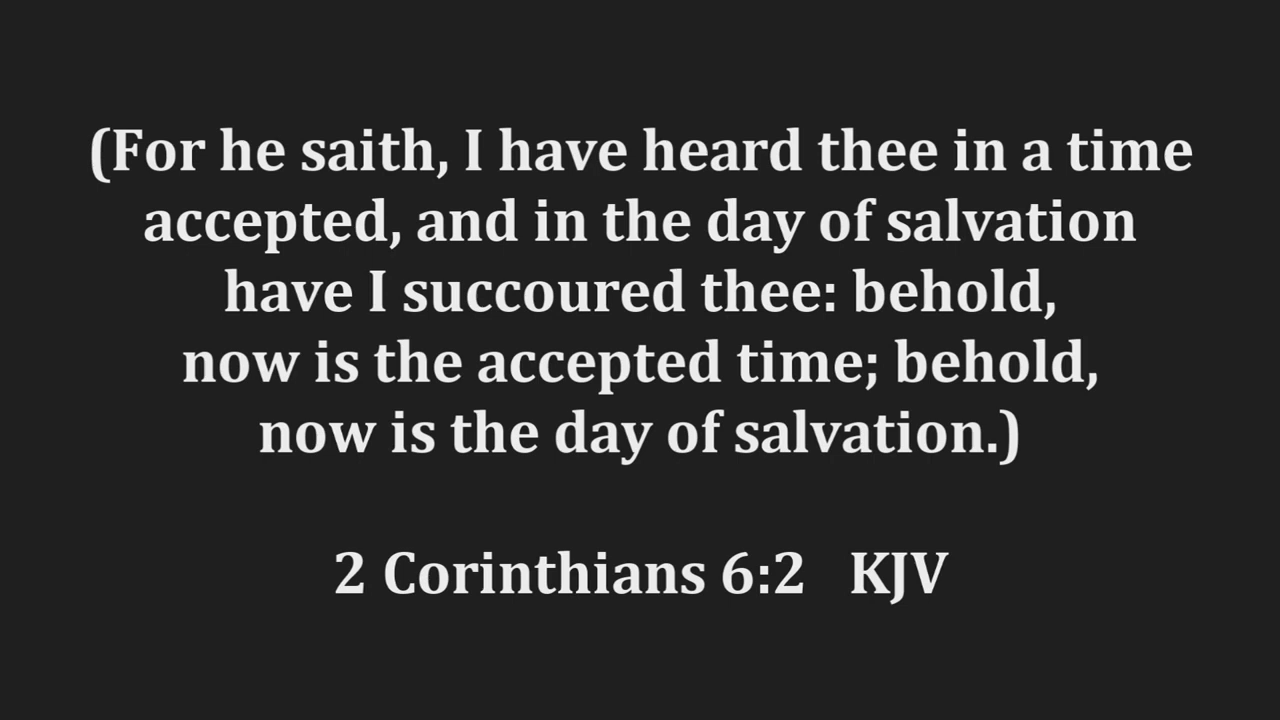 (For he saith, I have heard thee in a time
accepted, and in the day of salvation
have I succoured thee: behold,
now is the accepted time; behold,
now is the day of salvation.)
2 Corinthians 6:2 KJV